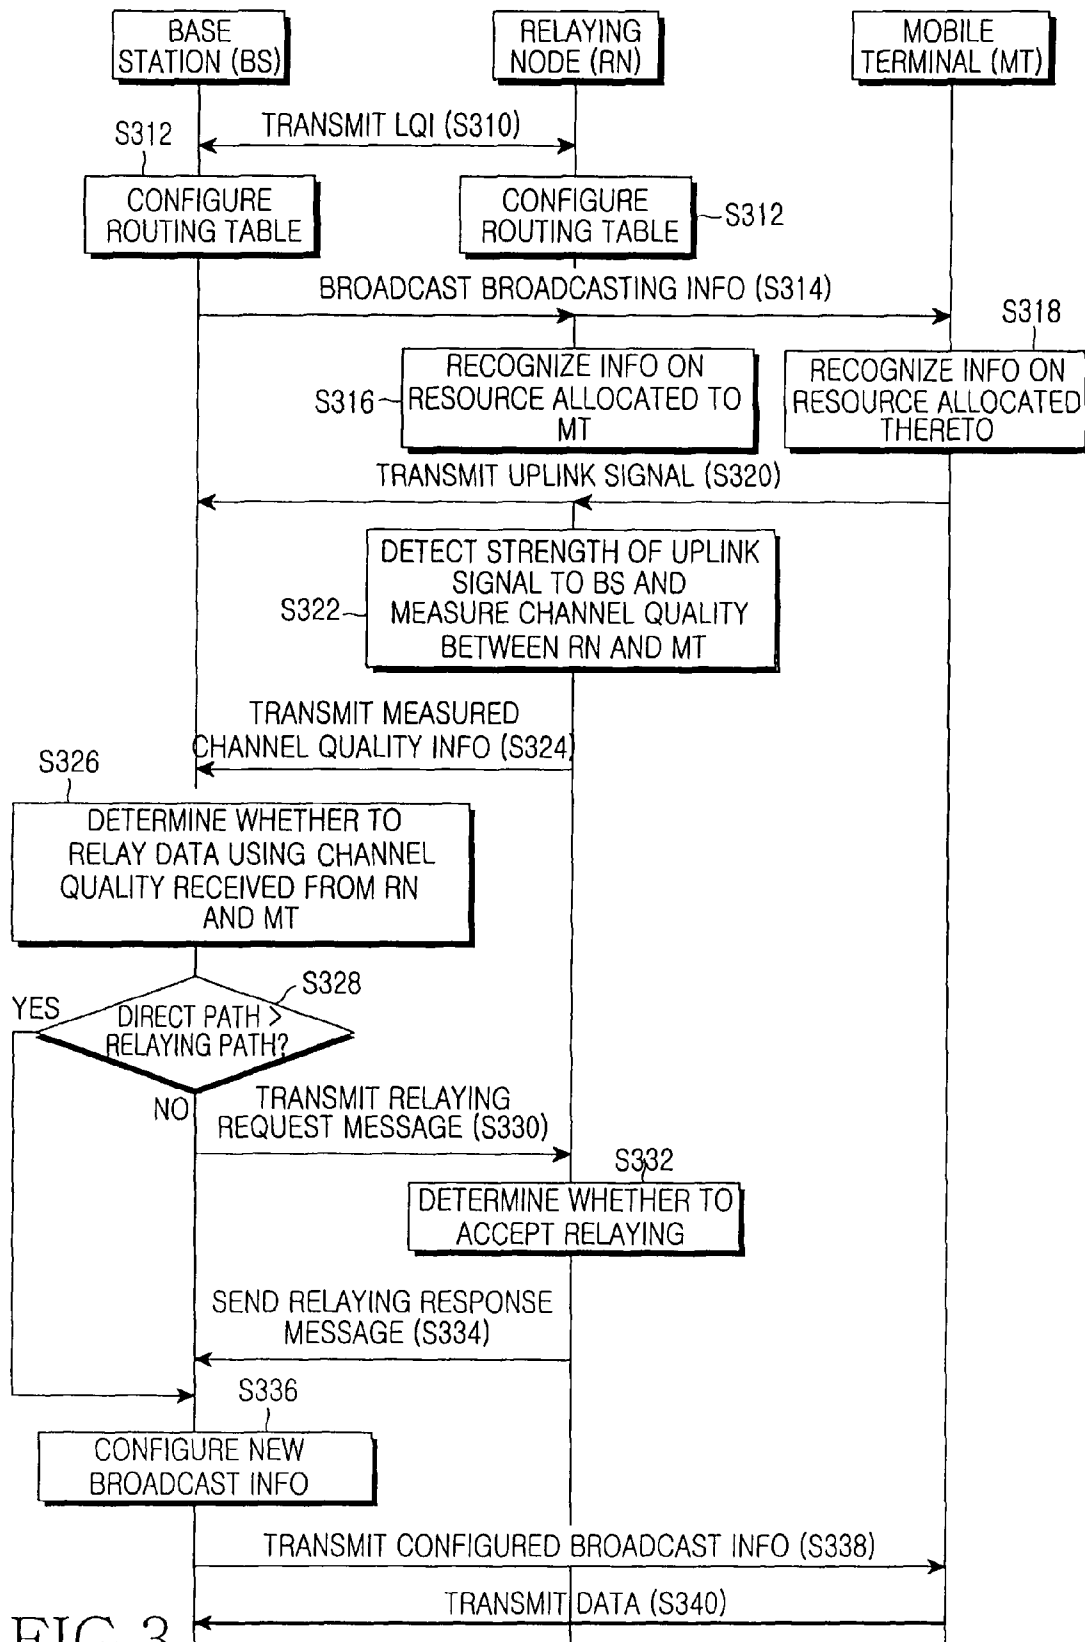 BASE
STATION (BS)
RELAYING
NODE (RN)
MOBILE
TERMINAL (MT)
TRANSMIT LQI (S310)
S312
CONFIGURE
ROUTING TABLE
CONFIGURE
ROUTING TABLE
S312
BROADCAST BROADCASTING INFO (S314)
S318
RECOGNIZE INFO ON
RESOURCE ALLOCATED TO
MT
S316
RECOGNIZE INFO ON
RESOURCE ALLOCATED
THERETO
TRANSMIT UPLINK SIGNAL (S320)
DETECT STRENGTH OF UPLINK
SIGNAL TO BS AND
MEASURE CHANNEL QUALITY
BETWEEN RN AND MT
S322
TRANSMIT MEASURED
CHANNEL QUALITY INFO (S324)
S326
DETERMINE WHETHER TO
RELAY DATA USING CHANNEL
QUALITY RECEIVED FROM RN
AND MT
S328
YES
DIRECT PATH >
RELAYING PATH?
NO
TRANSMIT RELAYING
REQUEST MESSAGE (S330)
S332
DETERMINE WHETHER TO
ACCEPT RELAYING
SEND RELAYING RESPONSE
MESSAGE (S334)
S336
CONFIGURE NEW
BROADCAST INFO
TRANSMIT CONFIGURED BROADCAST INFO (S338)
TRANSMIT DATA (S340)
FIG.3